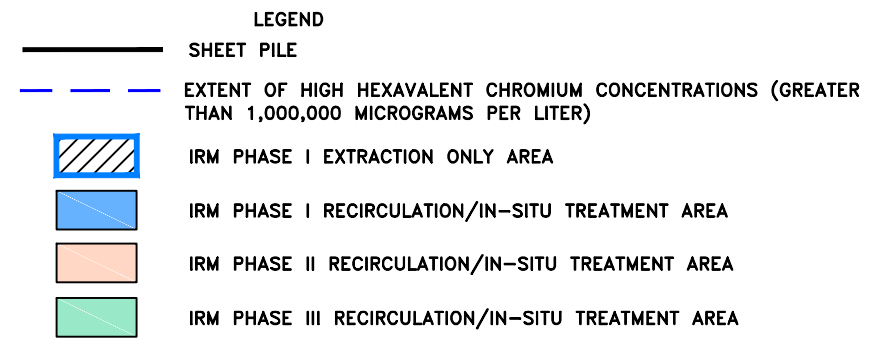 LEGEND
SHEET PILE
EXTENT OF HIGH HEXAVALENT CHROMIUM CONCENTRATIONS (GREATER
THAN 1,000,000 MICROGRAMS PER LITER)
IRM PHASE I EXTRACTION ONLY AREA
IRM PHASE I RECIRCULATION/IN-SITU TREATMENT AREA
IRM PHASE II RECIRCULATION/IN-SITU TREATMENT AREA
IRM PHASE III RECIRCULATION/IN-SITU TREATMENT AREA